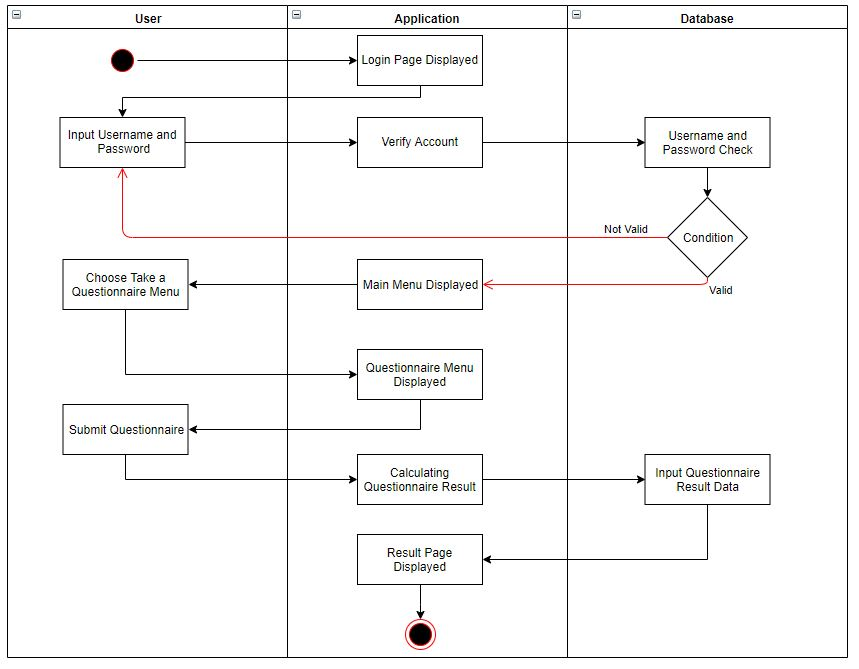 User
Application
Database
Login Page Displayed
Input Username and
Password
Verify Account
Username and
Password Check
Not Valid
Condition
Valid
Choose Take a
Questionnaire Menu
Main Menu Displayed
Questionnaire Menu
Displayed
Submit Questionnaire
Calculating
Questionnaire Result
Input Questionnaire
Result Data
Result Page
Displayed